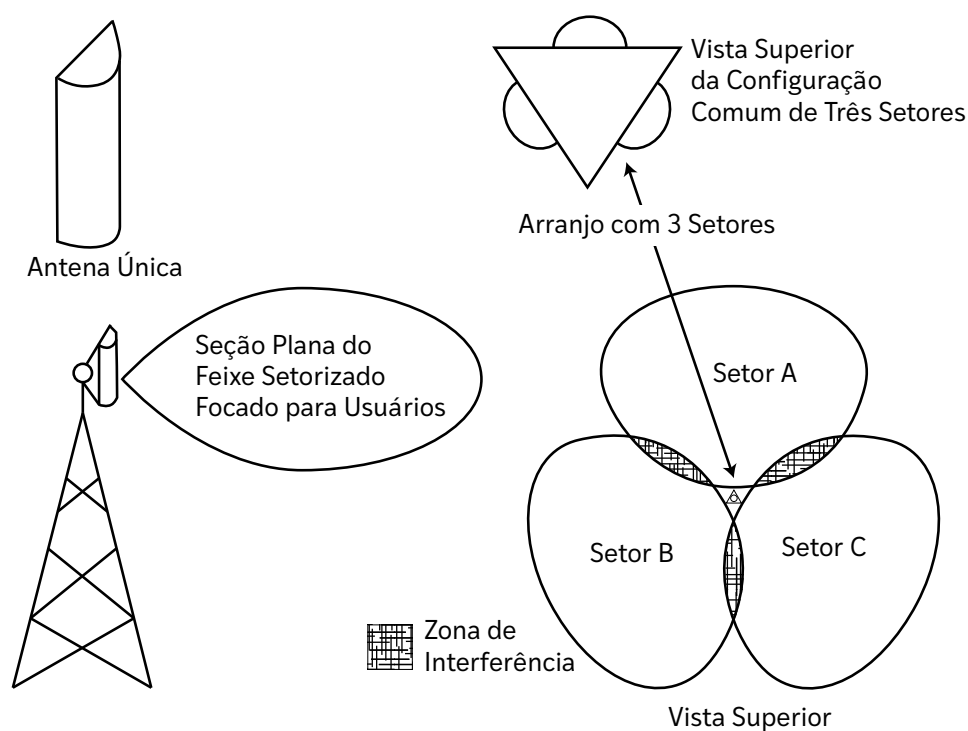 Vista Superior
da Configuração
Comum de Três Setores
Arranjo com 3 Setores
Antena Única
Seção Plana do
Feixe Setorizado
Focado para Usuários
Setor A
Setor B
Setor C
Zona de
Interferência
Vista Superior